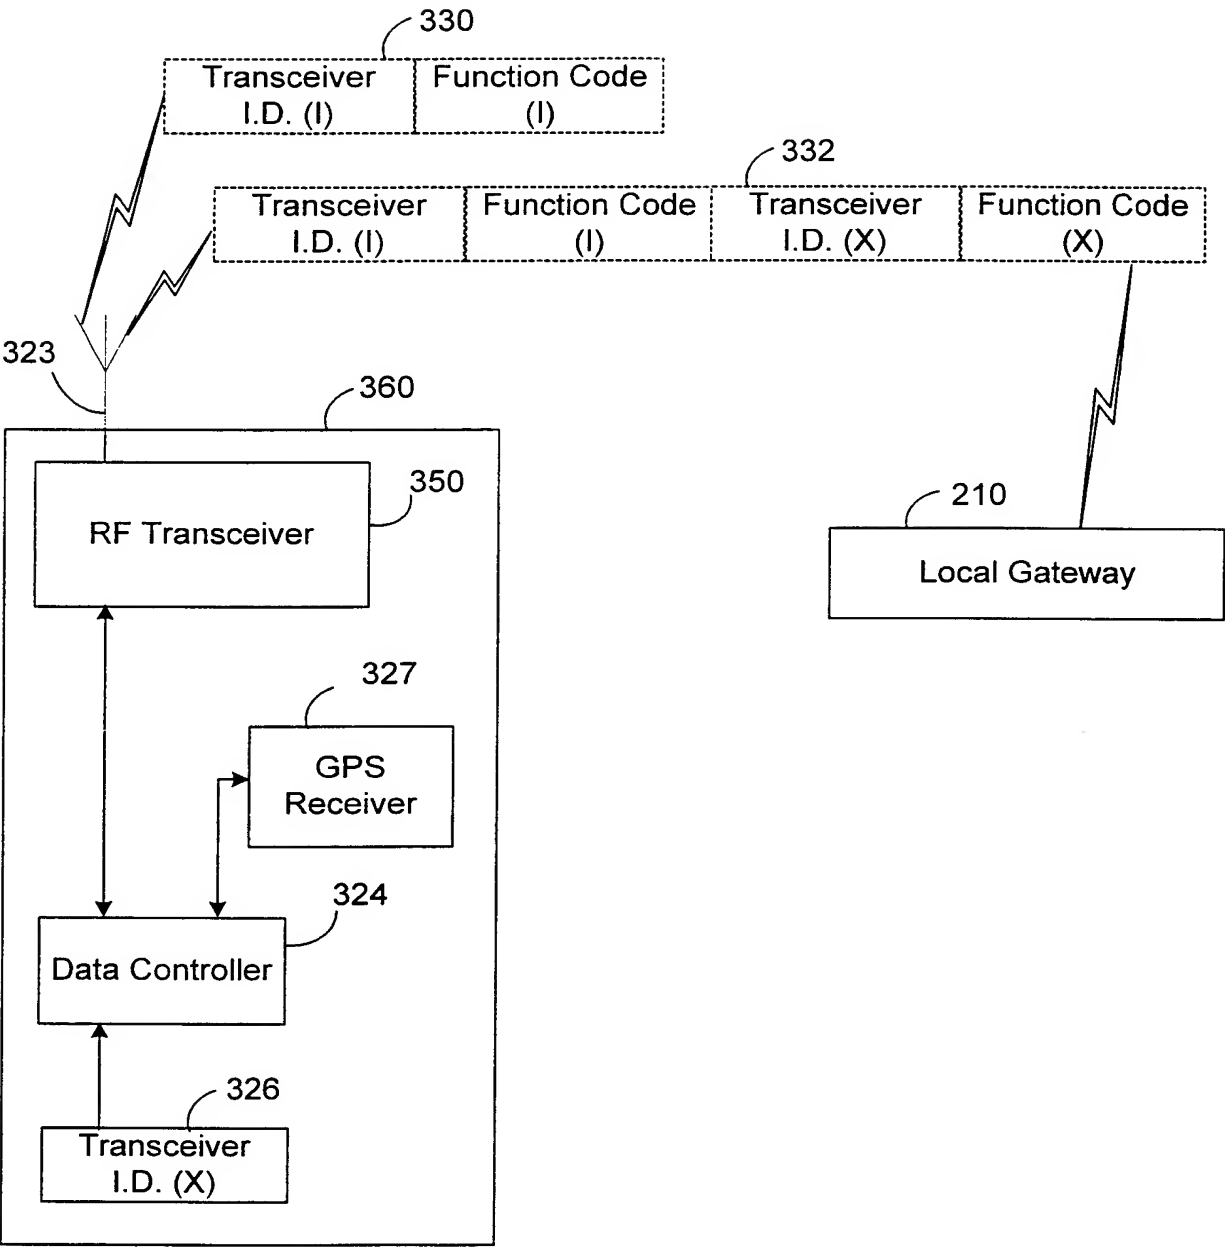 330
Transceiver I.D. (I)
Function Code (I)
332
Transceiver I.D. (I)
Function Code (I)
Transceiver I.D. (X)
Function Code (X)
323
360
350
RF Transceiver
210
Local Gateway
327
GPS Receiver
324
Data Controller
326
Transceiver I.D. (X)